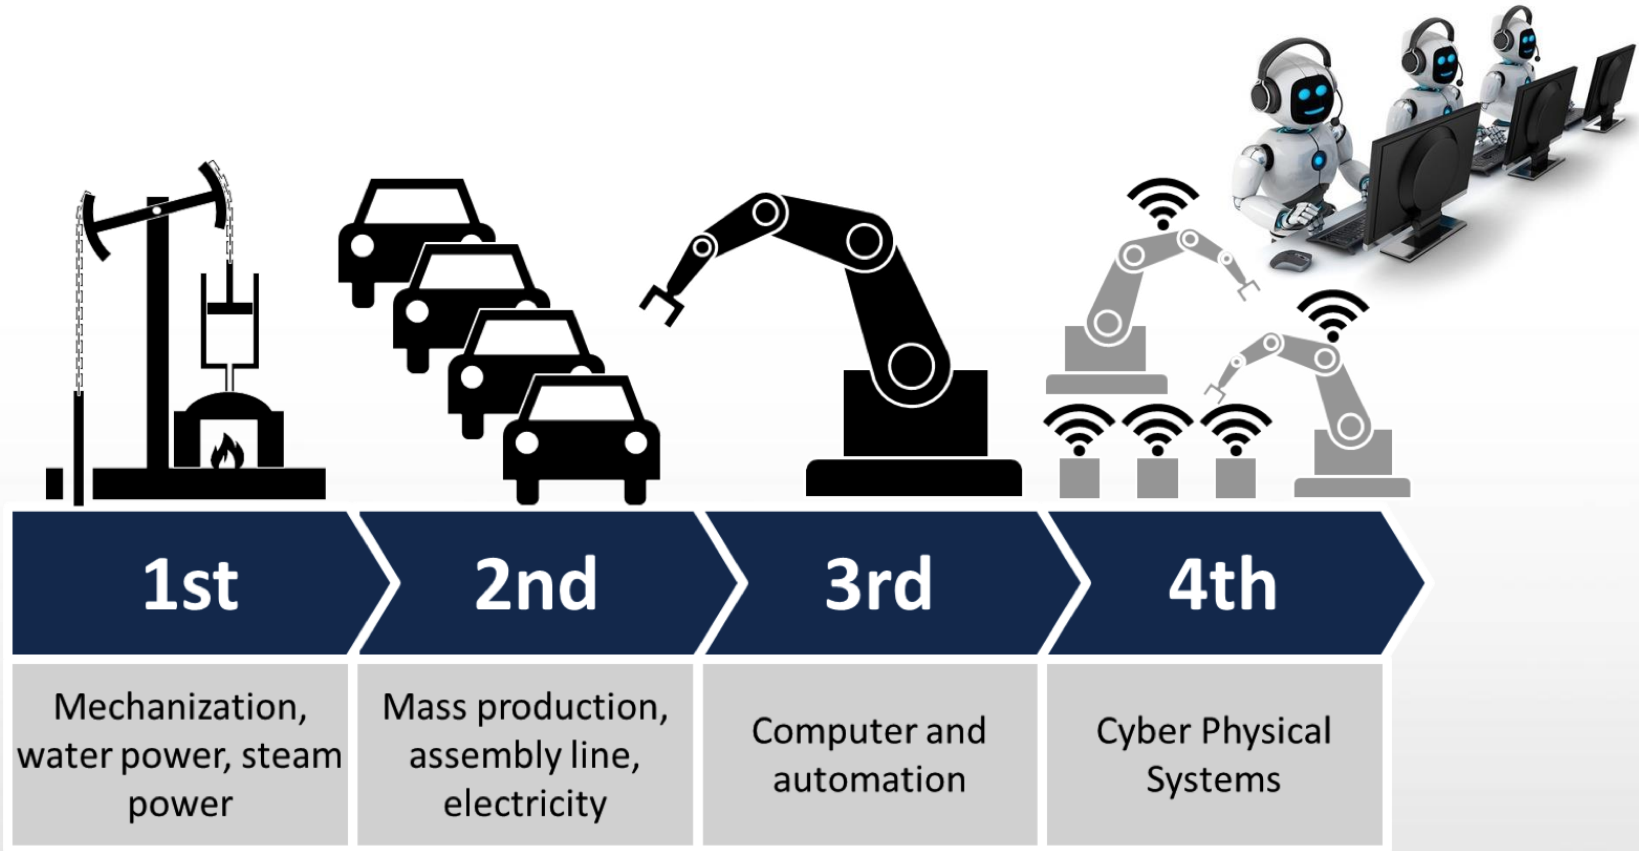 1st
2nd
3rd
4th
Mechanization,
water power, steam
power
Mass production,
assembly line,
electricity
Computer and
automation
Cyber Physical
Systems